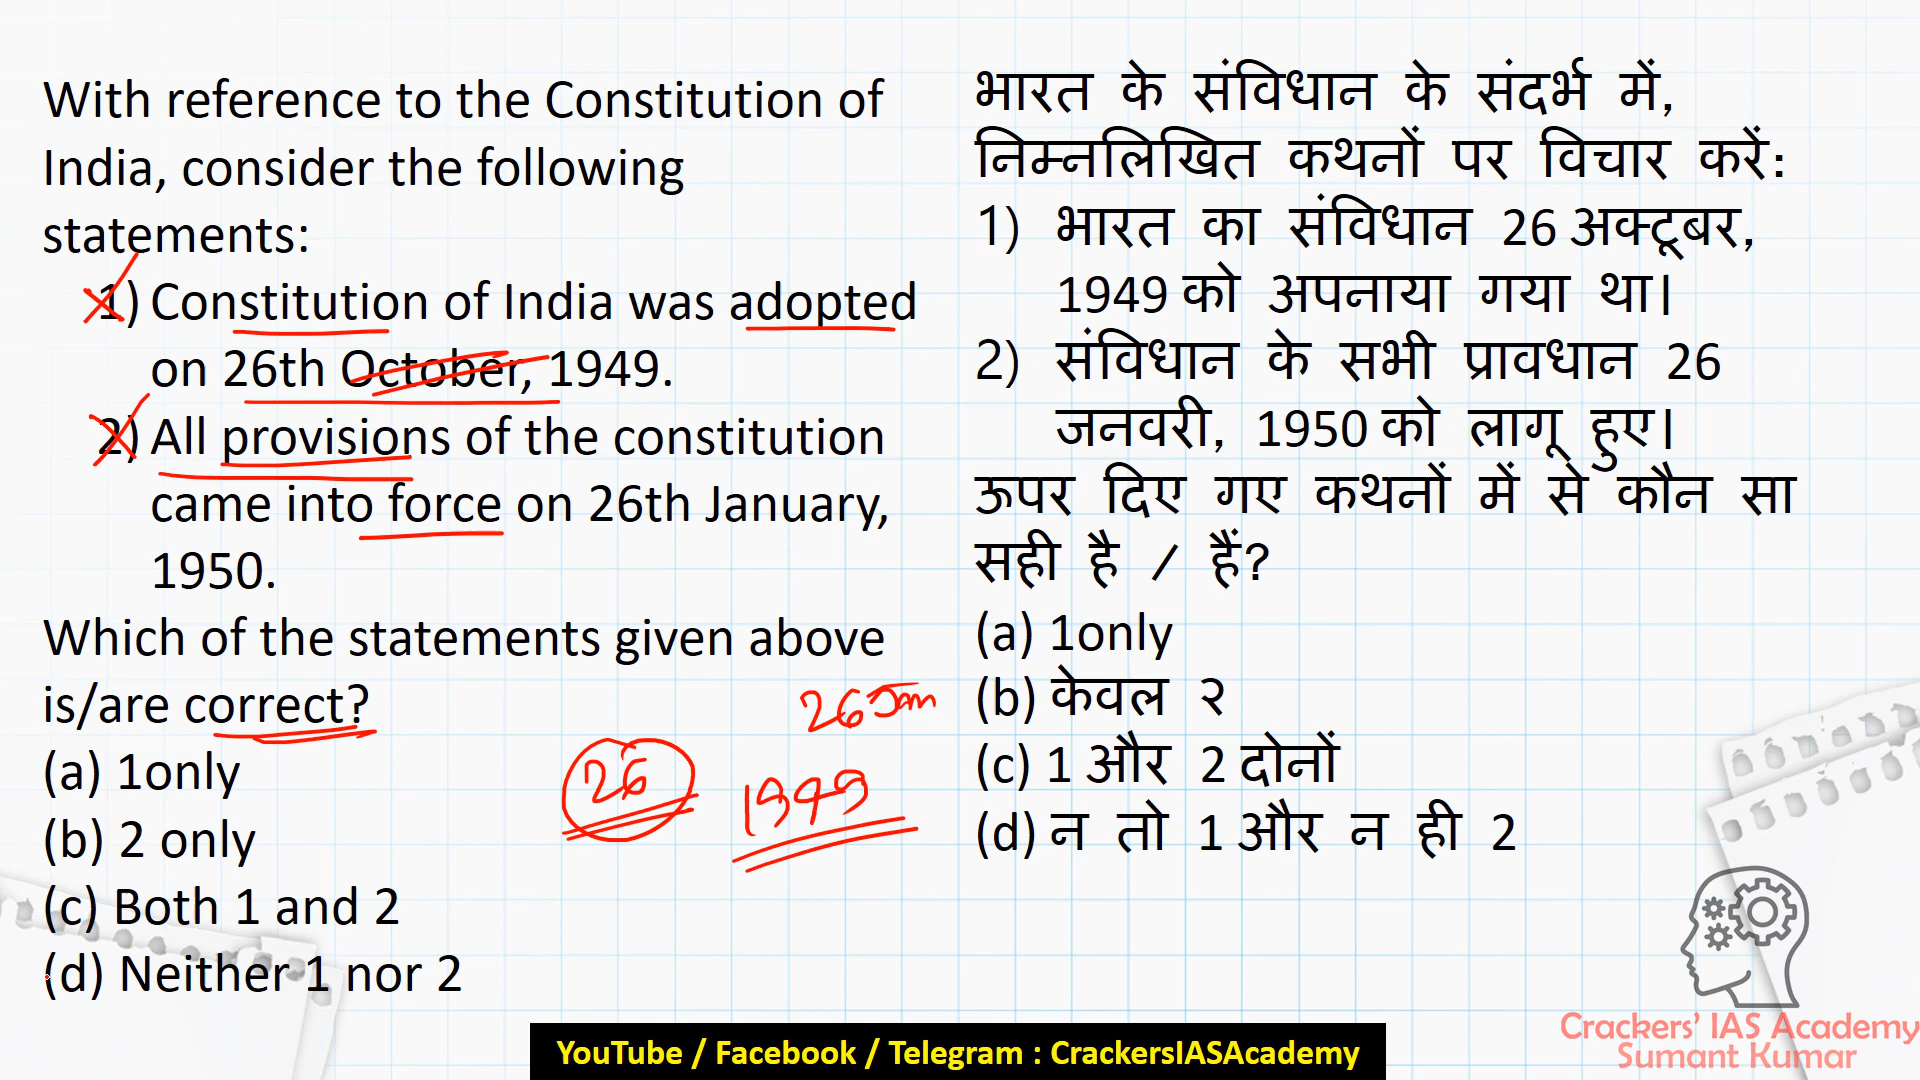 With reference to the Constitution of
India, consider the following
statements:
1) Constitution of India was adopted
on 26th October, 1949.
2) All provisions of the constitution
came into force on 26th January,
1950.
Which of the statements given above
is/are correct?
(a) 1only
(b) 2 only
(c) Both 1 and 2
(d) Neither 1 nor 2
26 Jan
26
1949
भारत के संविधान के संदर्भ में,
निम्नलिखित कथनों पर विचार करें:
1) भारत का संविधान 26 अक्टूबर,
1949 को अपनाया गया था।
2) संविधान के सभी प्रावधान 26
जनवरी, 1950 को लागू हुए।
ऊपर दिए गए कथनों में से कौन सा
सही है / हैं?
(a) 1only
(b) केवल २
(c) 1 और 2 दोनों
(d) न तो 1 और न ही 2
Crackers' IAS Academy
Sumant Kumar
YouTube / Facebook / Telegram : CrackersIASAcademy